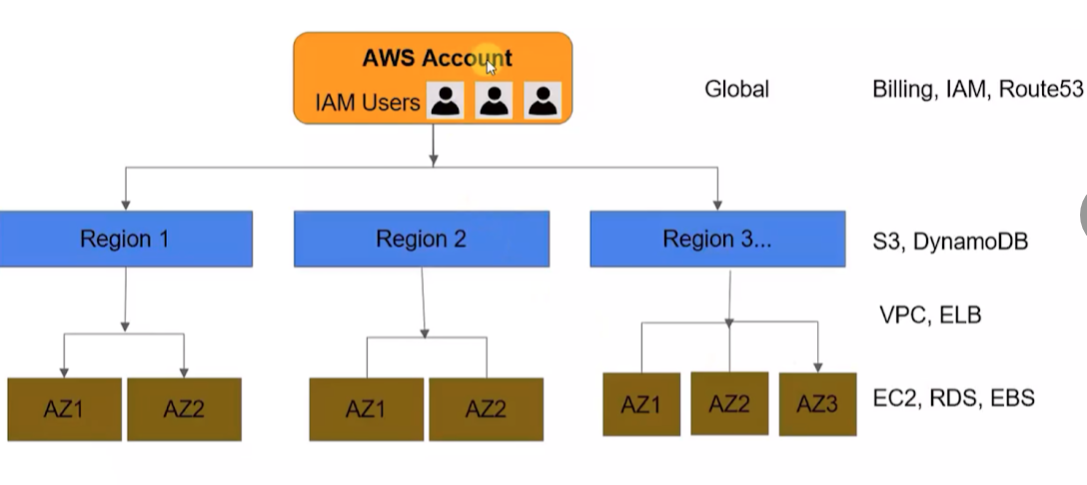 AWS Account
IAM Users
Global
Billing, IAM, Route53
Region 1
Region 2
Region 3...
S3, DynamoDB
VPC, ELB
AZ1
AZ2
AZ1
AZ2
AZ1
AZ2
AZ3
EC2, RDS, EBS